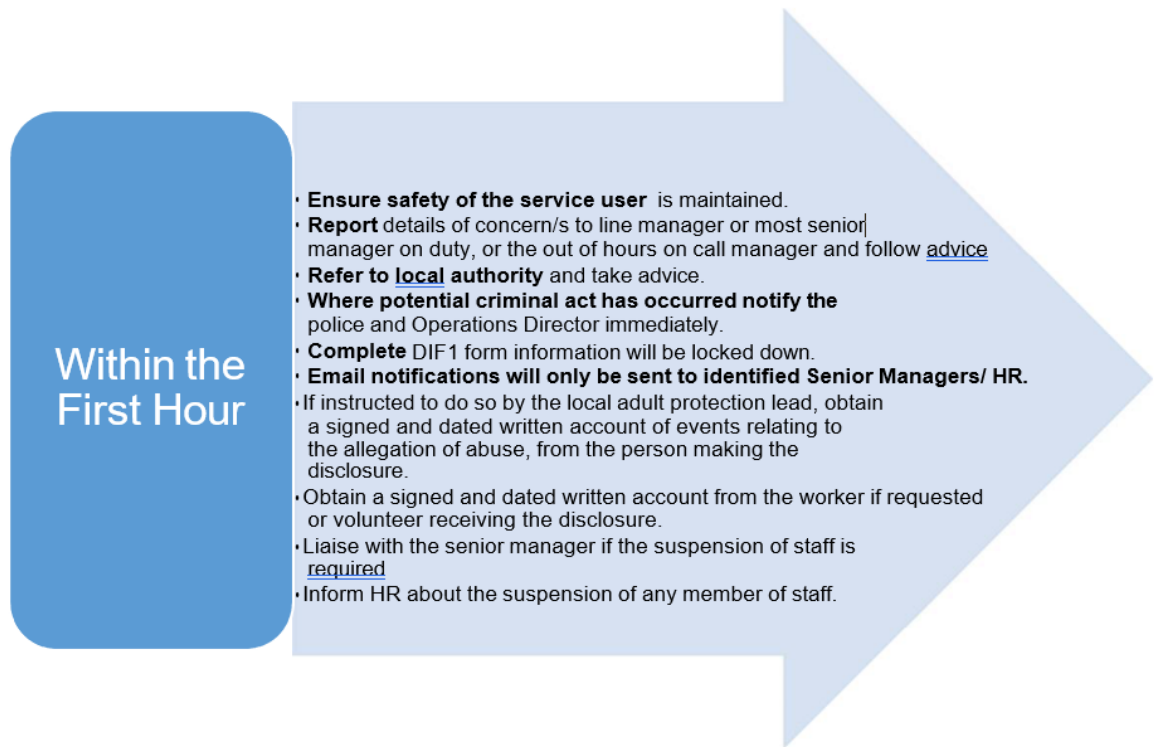 Within the
First Hour
· Ensure safety of the service user is maintained.
· Report details of concern/s to line manager or most senior
manager on duty, or the out of hours on call manager and follow advice
· Refer to local authority and take advice.
· Where potential criminal act has occurred notify the
police and Operations Director immediately.
· Complete DIF1 form information will be locked down.
· Email notifications will only be sent to identified Senior Managers/ HR.
·If instructed to do so by the local adult protection lead, obtain
a signed and dated written account of events relating to
the allegation of abuse, from the person making the
disclosure.
·Obtain a signed and dated written account from the worker if requested
or volunteer receiving the disclosure.
·Liaise with the senior manager if the suspension of staff is
required
·Inform HR about the suspension of any member of staff.